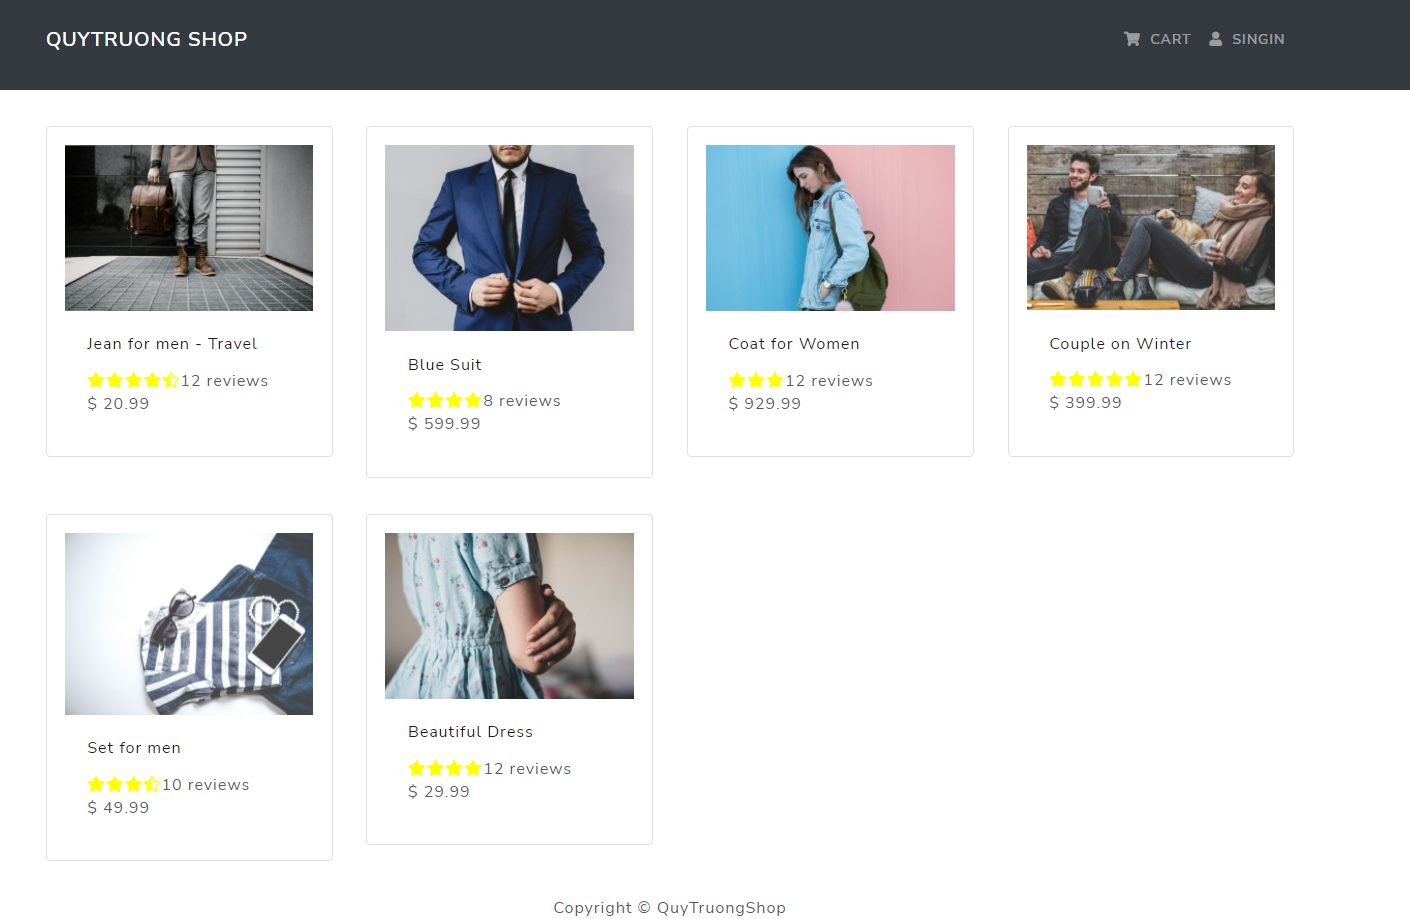 QUYTRUONG SHOP
CART
SINGIN
Jean for men - Travel
12 reviews
$ 20.99
Blue Suit
8 reviews
$ 599.99
Coat for Women
12 reviews
$ 929.99
Couple on Winter
12 reviews
$ 399.99
Set for men
10 reviews
$ 49.99
Beautiful Dress
12 reviews
$ 29.99
Copyright © QuyTruongShop